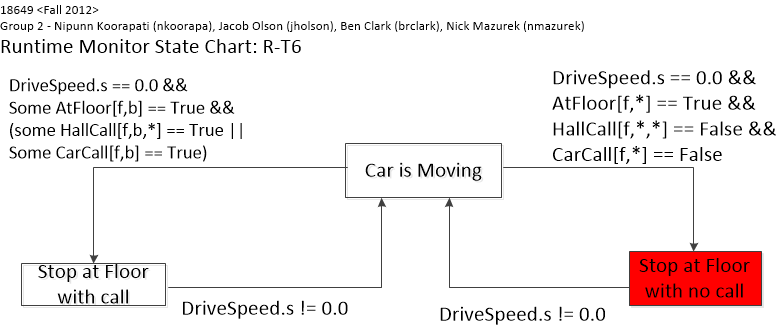 18649 <Fall 2012>
Group 2 - Nipunn Koorapati (nkoorapa), Jacob Olson (jholson), Ben Clark (brclark), Nick Mazurek (nmazurek)
Runtime Monitor State Chart: R-T6
DriveSpeed.s == 0.0 &&
Some AtFloor[f,b] == True &&
(some HallCall[f,b,*] == True ||
Some CarCall[f,b] == True)
DriveSpeed.s == 0.0 &&
AtFloor[f,*] == True &&
HallCall[f,*,*] == False &&
CarCall[f,*] == False
Car is Moving
Stop at Floor
with call
Stop at Floor
with no call
DriveSpeed.s != 0.0
DriveSpeed.s != 0.0